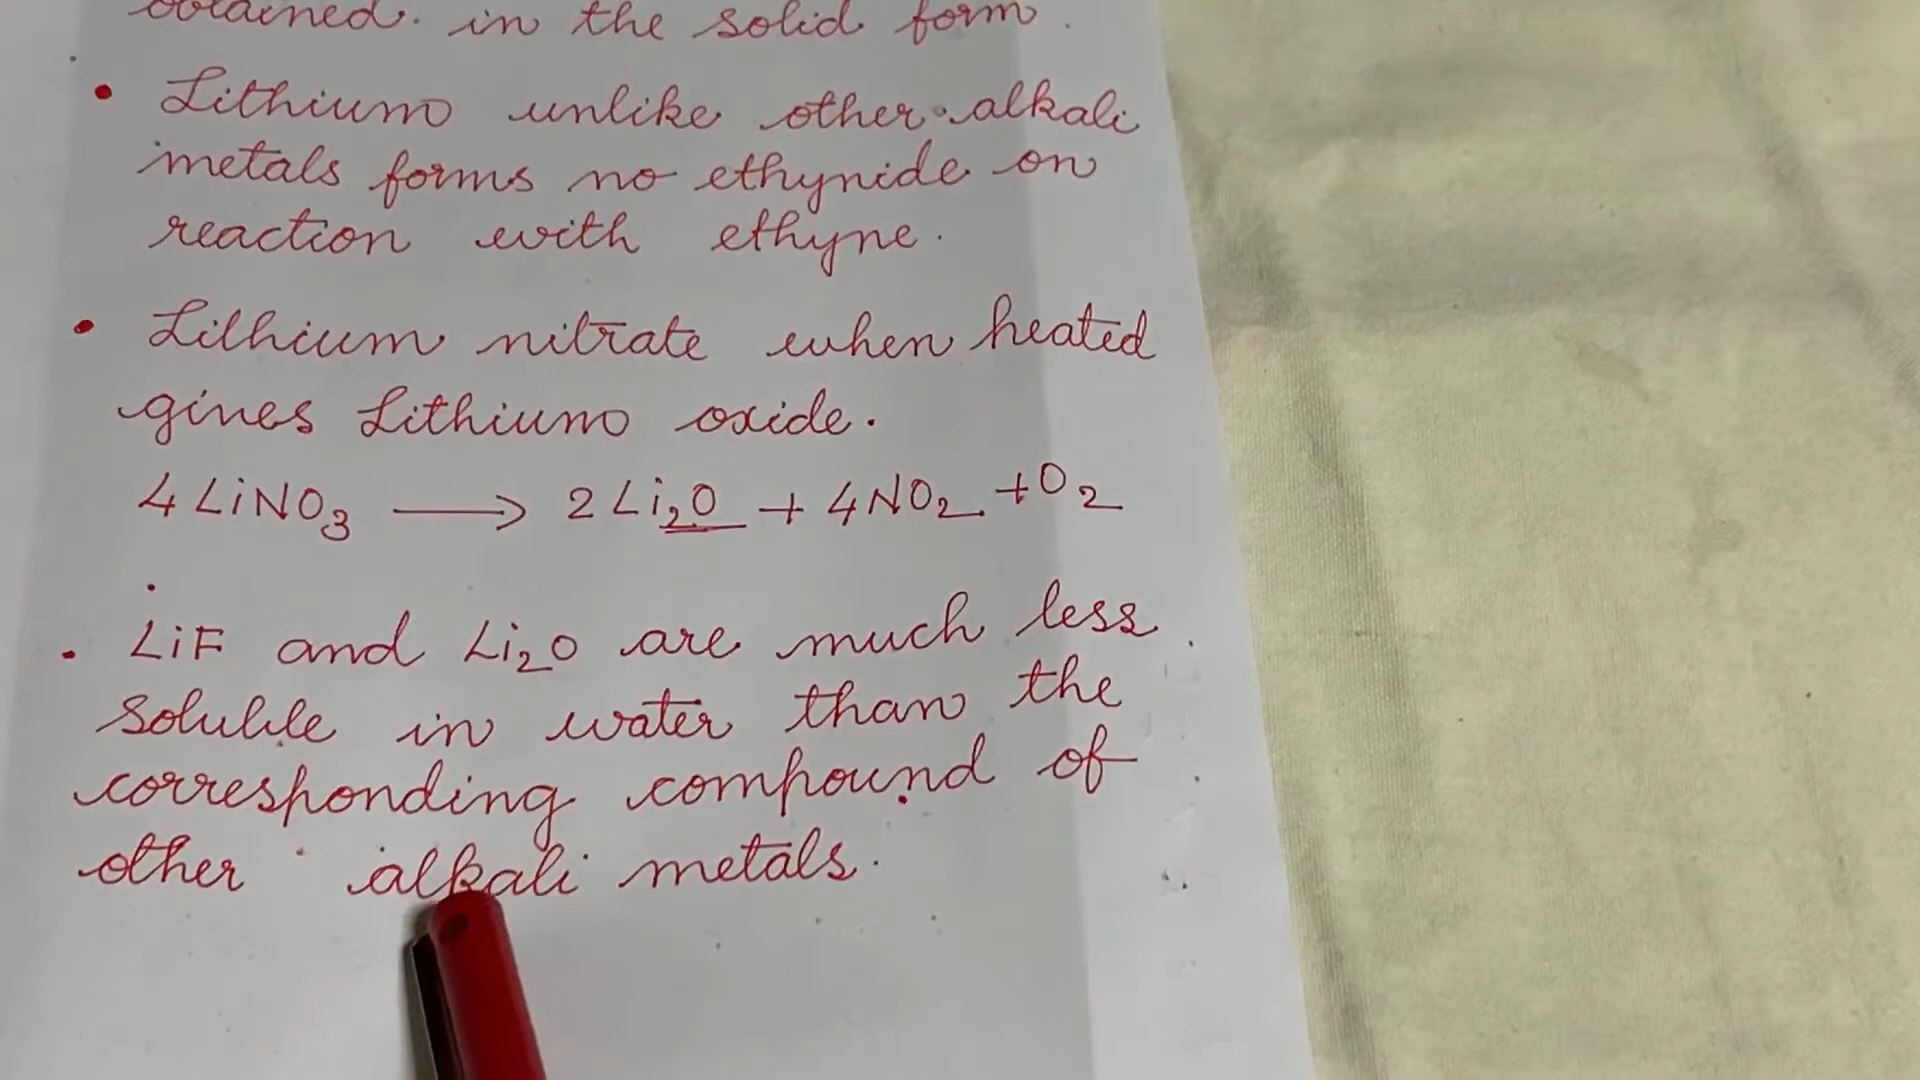 obtained. in the solid form.
• Lithium unlike other alkali
metals forms no ethynide on
reaction with ethyne.
• Lithium nitrate when heated
gives Lithium oxide.
4LiNO₃ ⟶ 2Li₂O + 4NO₂ + O₂
. LiF and Li₂O are much less
soluble in water than the
corresponding compound of
other alkali metals.